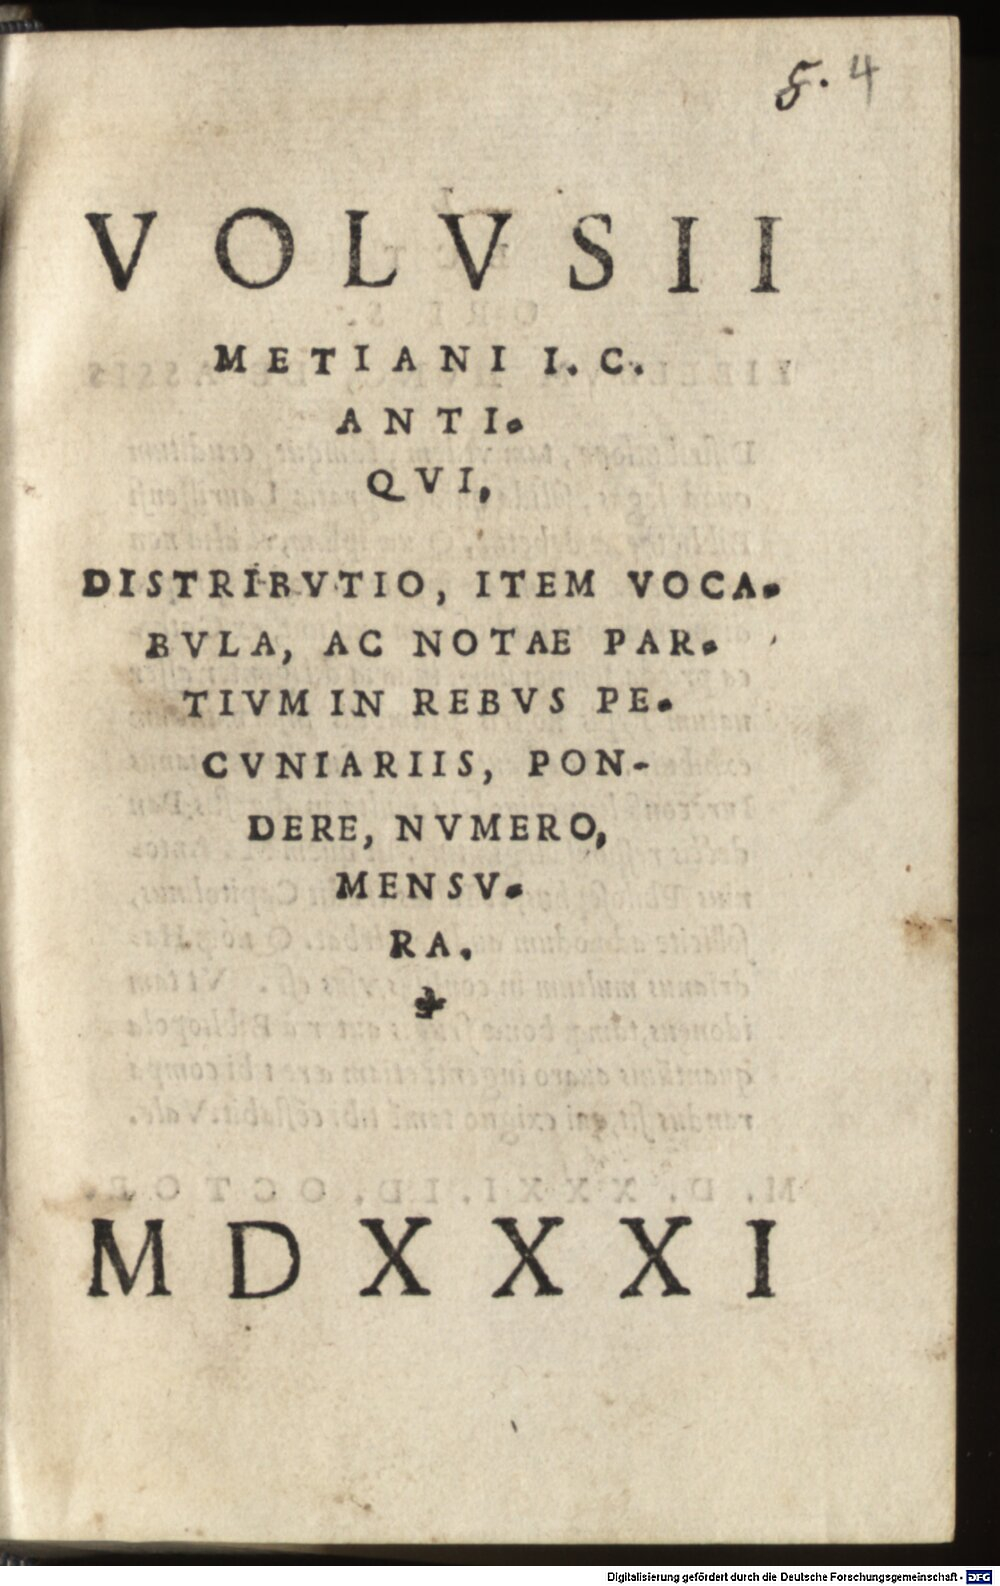 8. 4
VOLVSII
METIANI I. C.
ANTI-
QVI,
DISTRIBVTIO, ITEM VOCA-
BVLA, AC NOTAE PAR-
TIVM IN REBVS PE-
CVNIARIIS, PON-
DERE, NVMERO,
MENSV-
RA.
MDXXXI
Digitalisierung gefördert durch die Deutsche Forschungsgemeinschaft - DFG